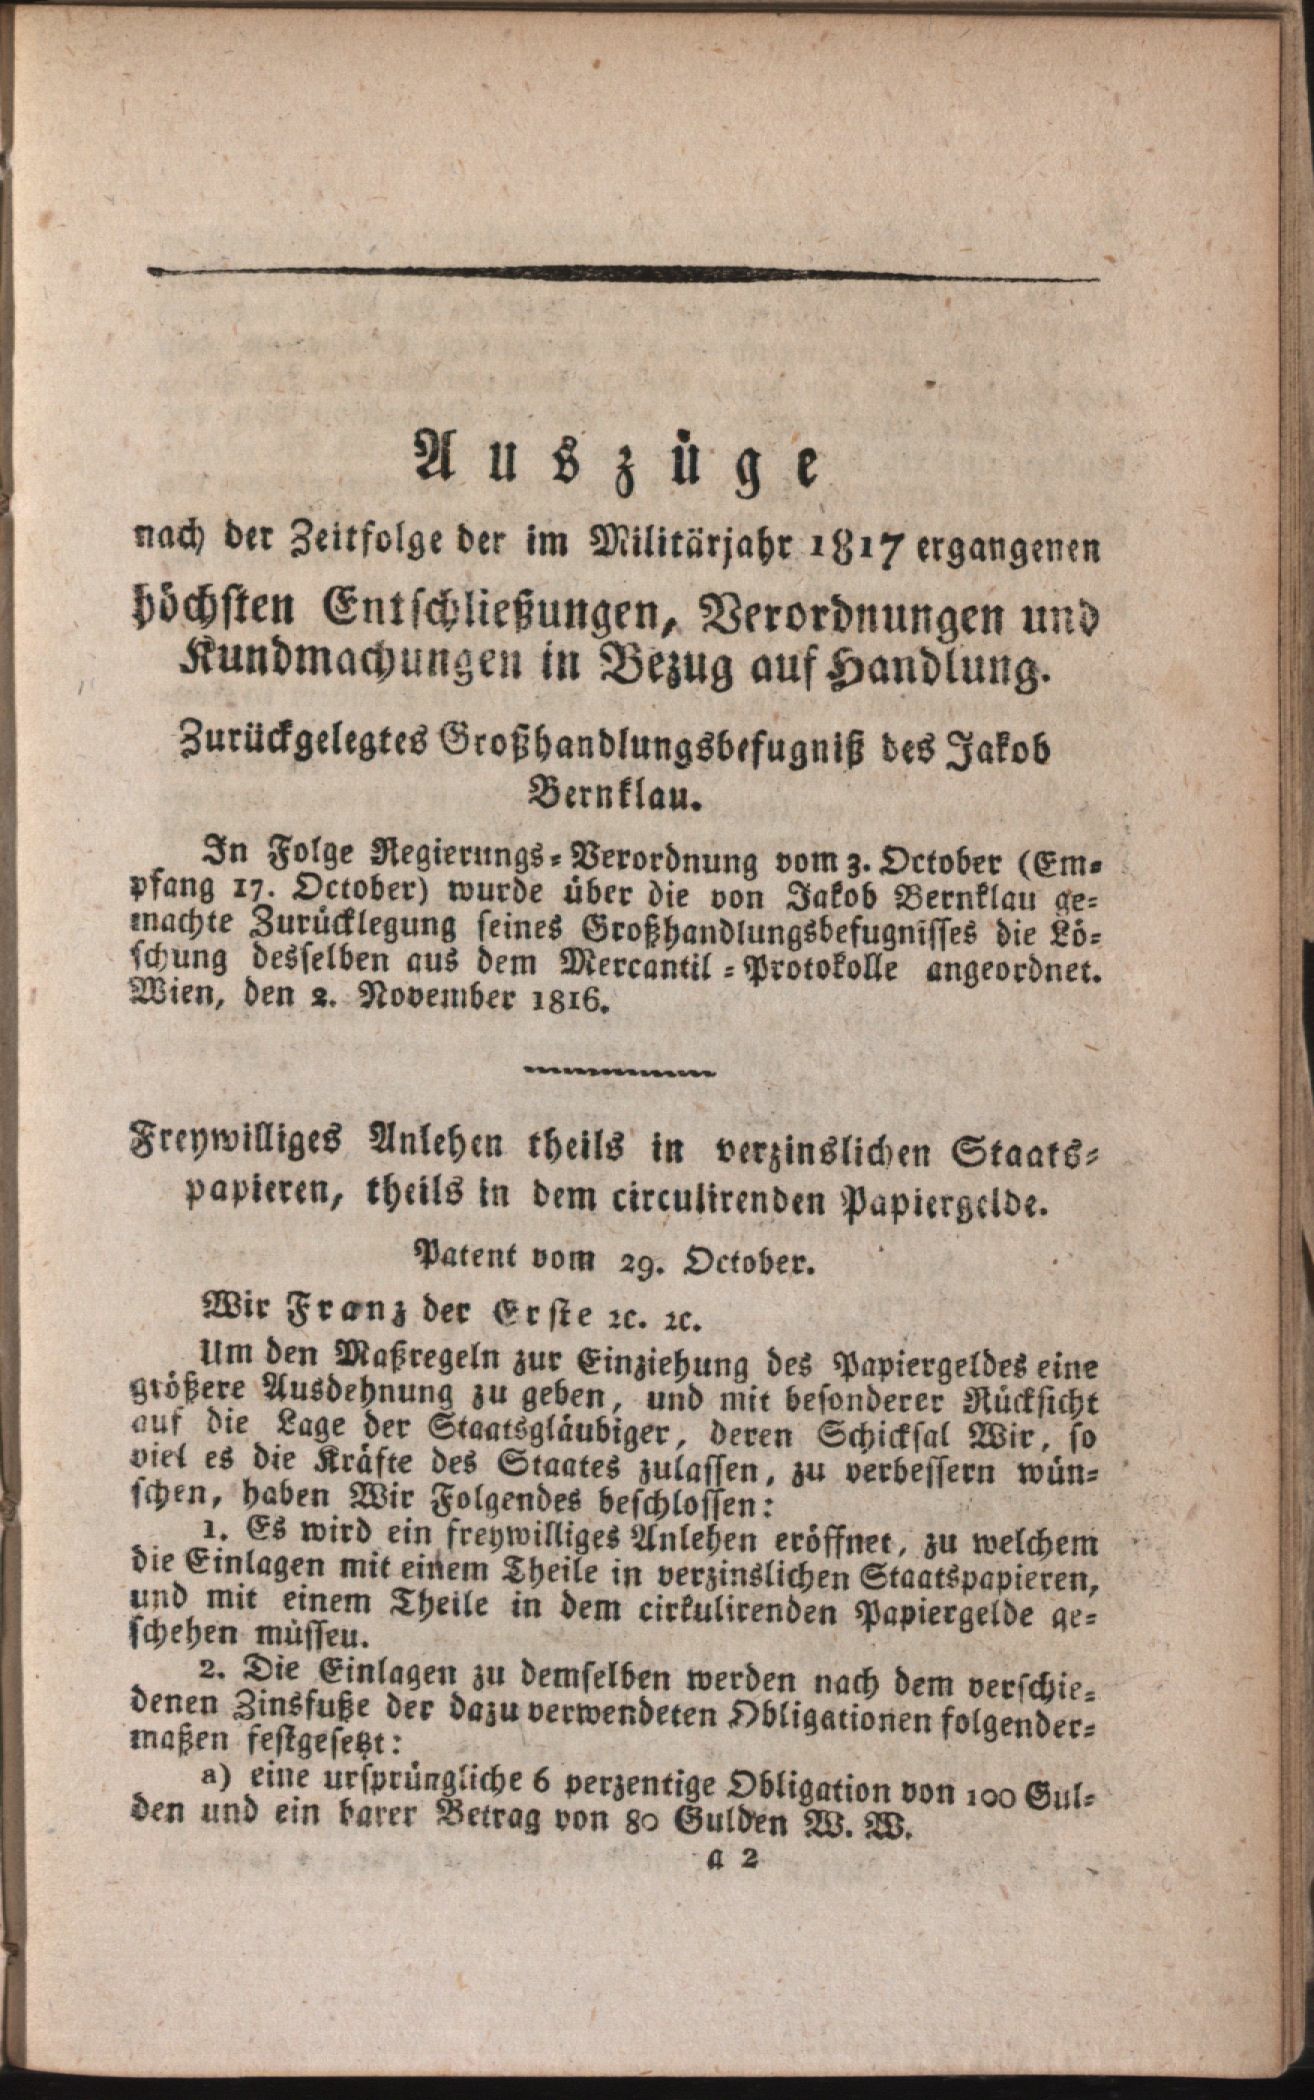 Auszüge
nach der Zeitfolge der im Militärjahr 1817 ergangenen
höchsten Entschließungen, Verordnungen und
Kundmachungen in Bezug auf Handlung.
Zurückgelegtes Großhandlungsbefugniß des Jakob
Bernklau.
In Folge Regierungs-Verordnung vom 3. October (Em-
pfang 17. October) wurde über die von Jakob Bernklau ge-
machte Zurücklegung seines Großhandlungsbefugnisses die Lö-
schung desselben aus dem Mercantil-Protokolle angeordnet.
Wien, den 2. November 1816.
Freywilliges Anlehen theils in verzinslichen Staats-
papieren, theils in dem circulirenden Papiergelde.
Patent vom 29. October.
Wir Franz der Erste ꝛc. ꝛc.
Um den Maßregeln zur Einziehung des Papiergeldes eine
größere Ausdehnung zu geben, und mit besonderer Rücksicht
auf die Lage der Staatsgläubiger, deren Schicksal Wir, so
viel es die Kräfte des Staates zulassen, zu verbessern wün-
schen, haben Wir Folgendes beschlossen:
1. Es wird ein freywilliges Anlehen eröffnet, zu welchem
die Einlagen mit einem Theile in verzinslichen Staatspapieren,
und mit einem Theile in dem cirkulirenden Papiergelde ge-
schehen müsseu.
2. Die Einlagen zu demselben werden nach dem verschie-
denen Zinsfuße der dazu verwendeten Obligationen folgender-
maßen festgesetzt:
a) eine ursprüngliche 6 perzentige Obligation von 100 Gul-
den und ein barer Betrag von 80 Gulden W. W.
a 2